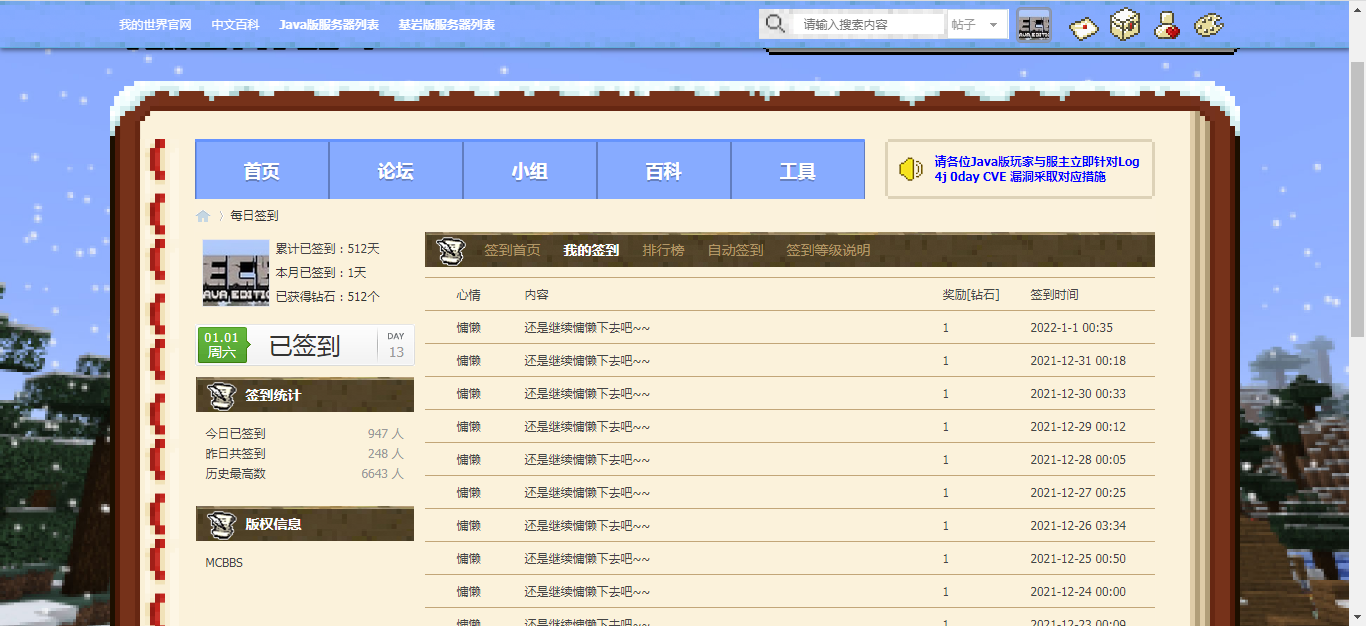 我的世界官网 中文百科 Java版服务器列表 基岩版服务器列表 请输入搜索内容 帖子
首页 论坛 小组 百科 工具
请各位Java版玩家与服主立即针对Log
4j 0day CVE 漏洞采取对应措施
每日签到
累计已签到：512天
本月已签到：1天
已获得钻石：512个
01.01
周六
已签到
DAY
13
签到统计
今日已签到 947 人
昨日共签到 248 人
历史最高数 6643 人
版权信息
MCBBS
签到首页 我的签到 排行榜 自动签到 签到等级说明
心情 内容 奖励[钻石] 签到时间
慵懒 还是继续慵懒下去吧~~ 1 2022-1-1 00:35
慵懒 还是继续慵懒下去吧~~ 1 2021-12-31 00:18
慵懒 还是继续慵懒下去吧~~ 1 2021-12-30 00:33
慵懒 还是继续慵懒下去吧~~ 1 2021-12-29 00:12
慵懒 还是继续慵懒下去吧~~ 1 2021-12-28 00:05
慵懒 还是继续慵懒下去吧~~ 1 2021-12-27 00:25
慵懒 还是继续慵懒下去吧~~ 1 2021-12-26 03:34
慵懒 还是继续慵懒下去吧~~ 1 2021-12-25 00:50
慵懒 还是继续慵懒下去吧~~ 1 2021-12-24 00:00
慵懒 还是继续慵懒下去吧~~ 1 2021-12-23 00:09